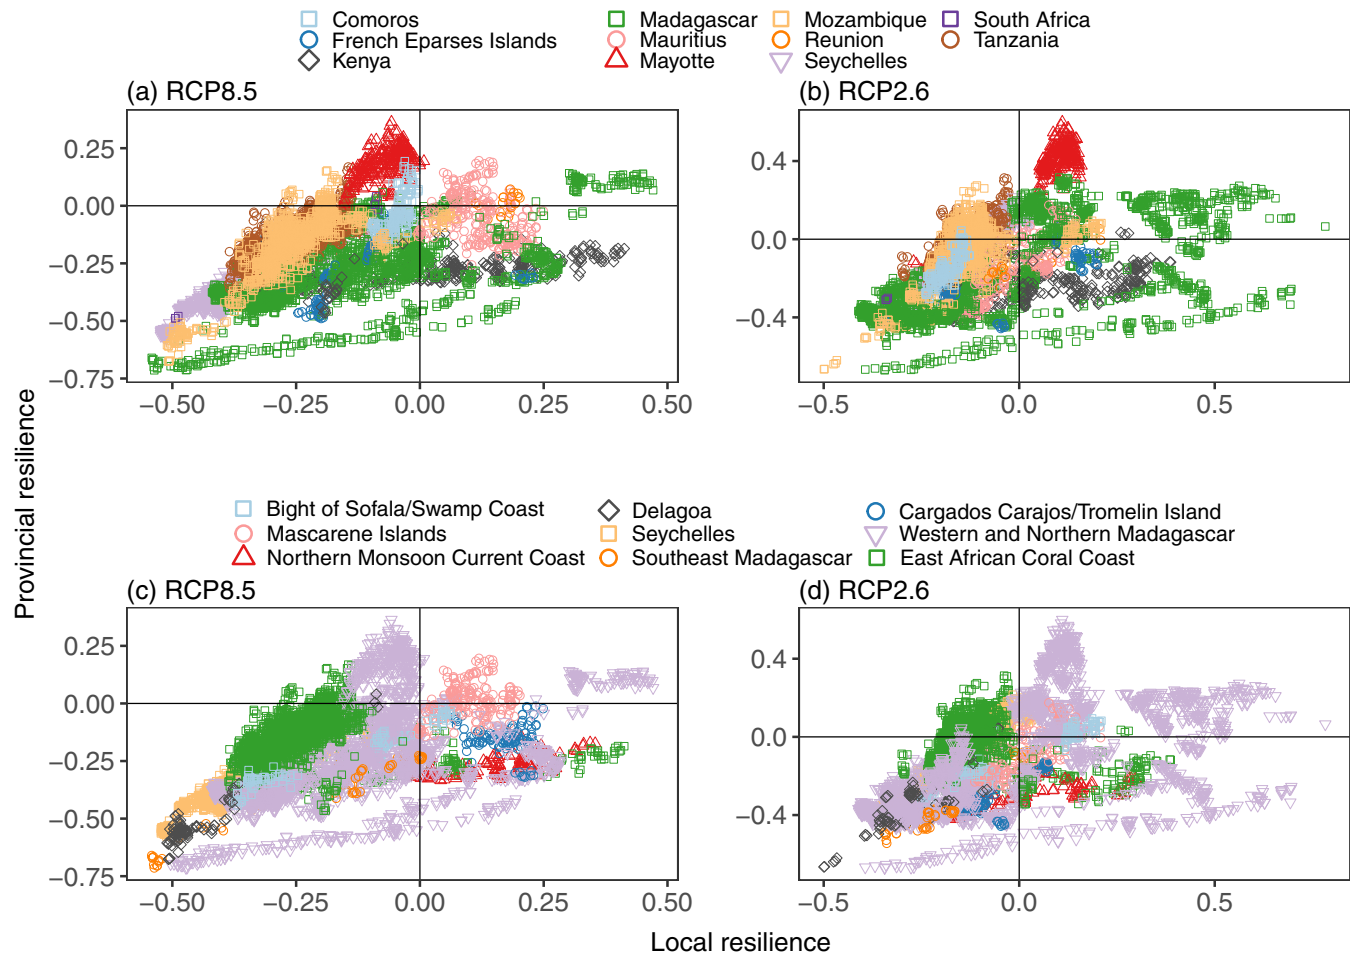 Comoros Madagascar Mozambique South Africa
French Eparses Islands Mauritius Reunion Tanzania
Kenya Mayotte Seychelles
(a) RCP8.5 (b) RCP2.6
0.25
0.00
−0.25
−0.50
−0.75
−0.50 −0.25 0.00 0.25 0.50
0.4
0.0
−0.4
−0.5 0.0 0.5
Provincial resilience
Bight of Sofala/Swamp Coast Delagoa Cargados Carajos/Tromelin Island
Mascarene Islands Seychelles Western and Northern Madagascar
Northern Monsoon Current Coast Southeast Madagascar East African Coral Coast
(c) RCP8.5 (d) RCP2.6
0.25
0.00
−0.25
−0.50
−0.75
−0.50 −0.25 0.00 0.25 0.50
0.4
0.0
−0.4
−0.5 0.0 0.5
Local resilience